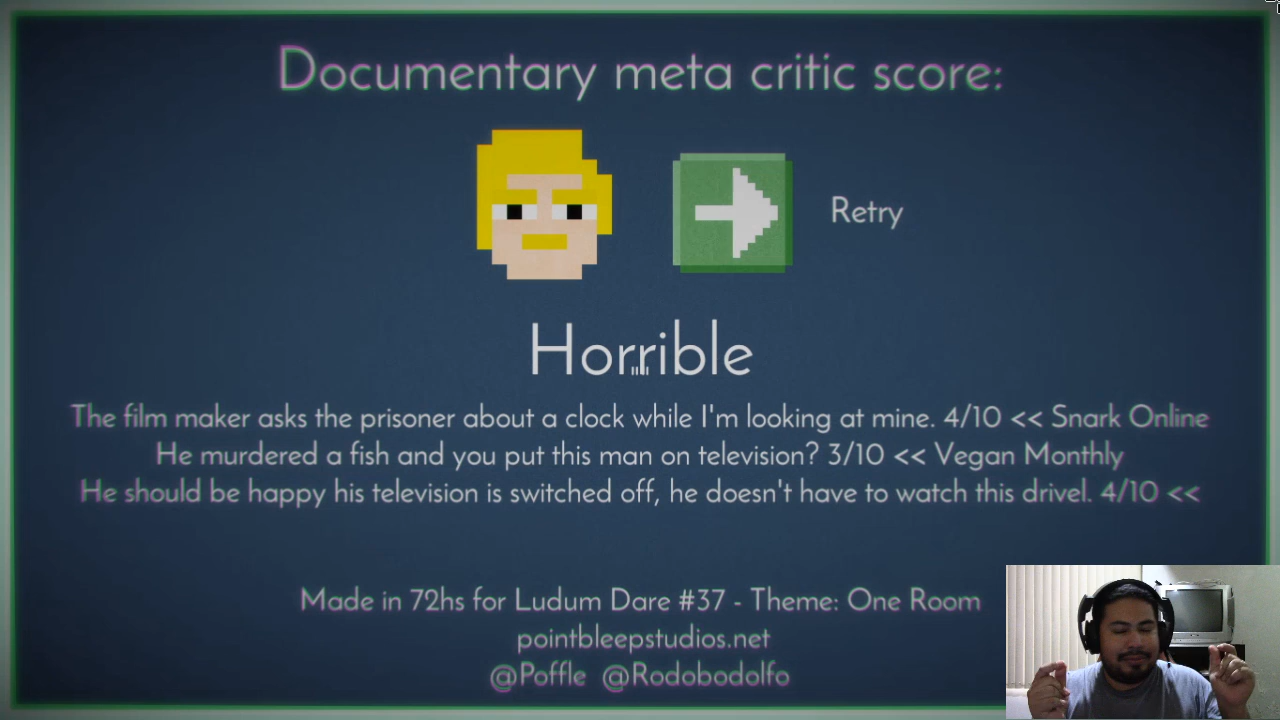 Documentary meta critic score:
Retry
Horrible
The film maker asks the prisoner about a clock while I'm looking at mine. 4/10 << Snark Online
He murdered a fish and you put this man on television? 3/10 << Vegan Monthly
He should be happy his television is switched off, he doesn't have to watch this drivel. 4/10 <<
Made in 72hs for Ludum Dare #37 - Theme: One Room
pointbleepstudios.net
@Poffle @Rodobodolfo